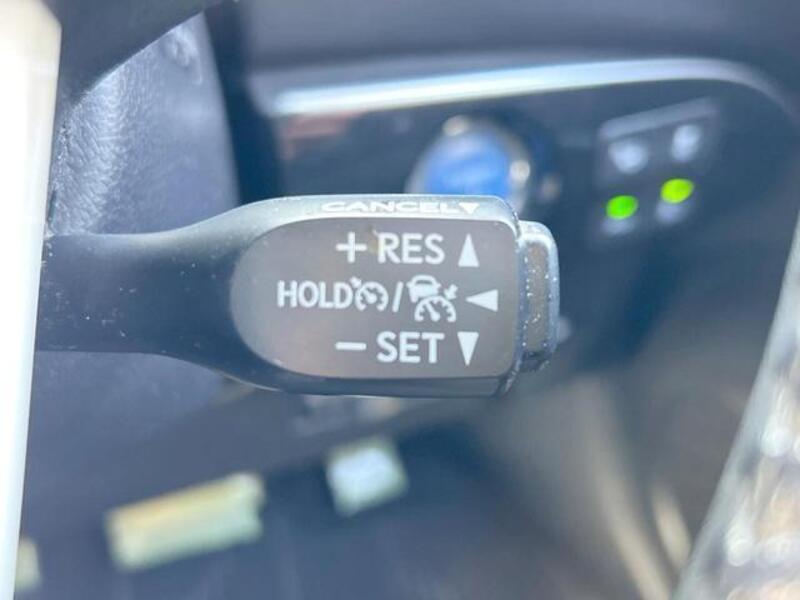 CANCEL▼
+ RES ▲
HOLD / ◀
− SET ▼